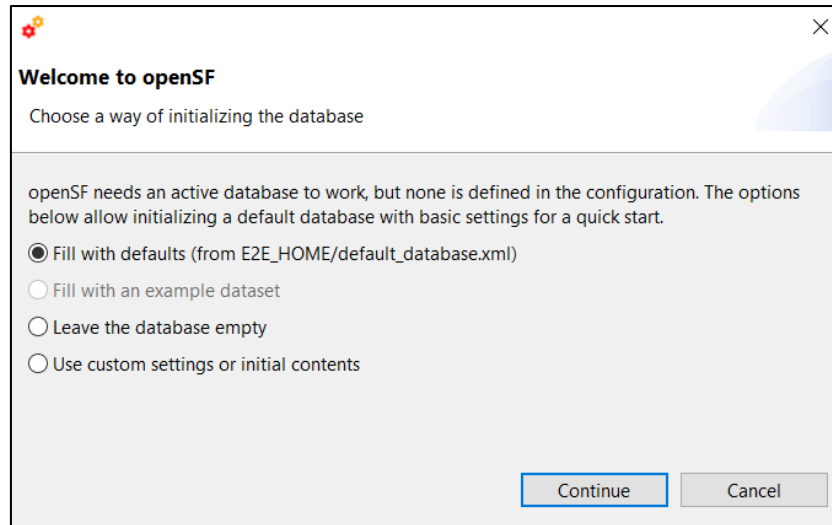 Welcome to openSF
Choose a way of initializing the database
openSF needs an active database to work, but none is defined in the configuration. The options
below allow initializing a default database with basic settings for a quick start.
Fill with defaults (from E2E_HOME/default_database.xml)
Fill with an example dataset
Leave the database empty
Use custom settings or initial contents
Continue Cancel